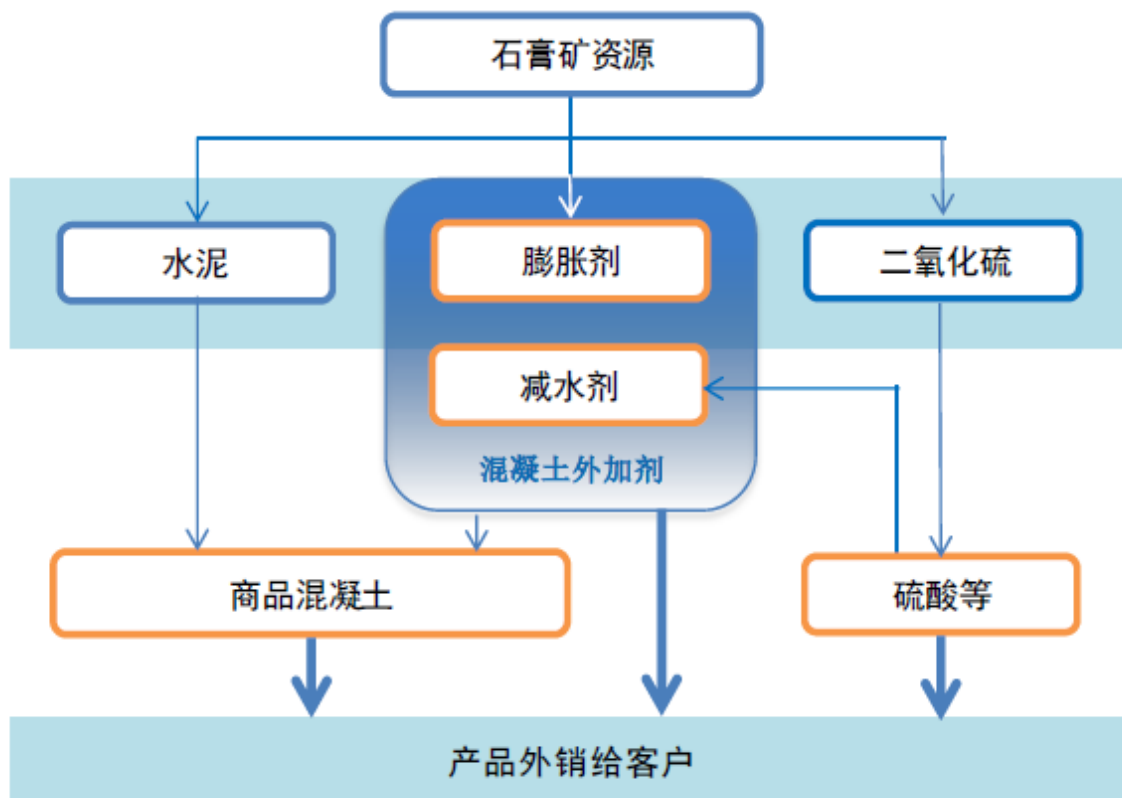 石膏矿资源
水泥
膨胀剂
二氧化硫
减水剂
混凝土外加剂
商品混凝土
硫酸等
产品外销给客户